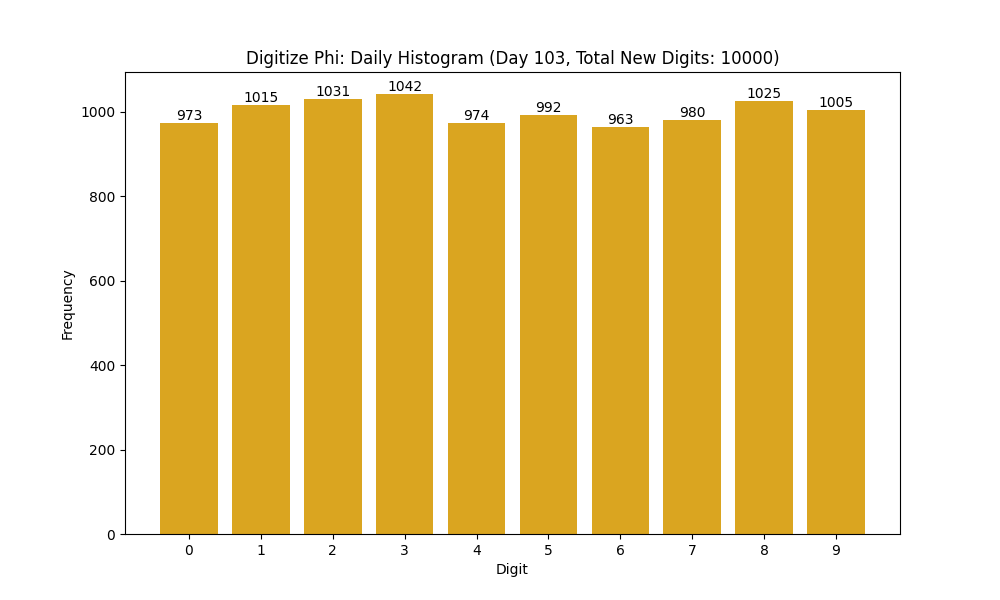 Digitize Phi: Daily Histogram (Day 103, Total New Digits: 10000)
973 1015 1031 1042 974 992 963 980 1025 1005
1000
800
600
400
200
0
Frequency
0 1 2 3 4 5 6 7 8 9
Digit